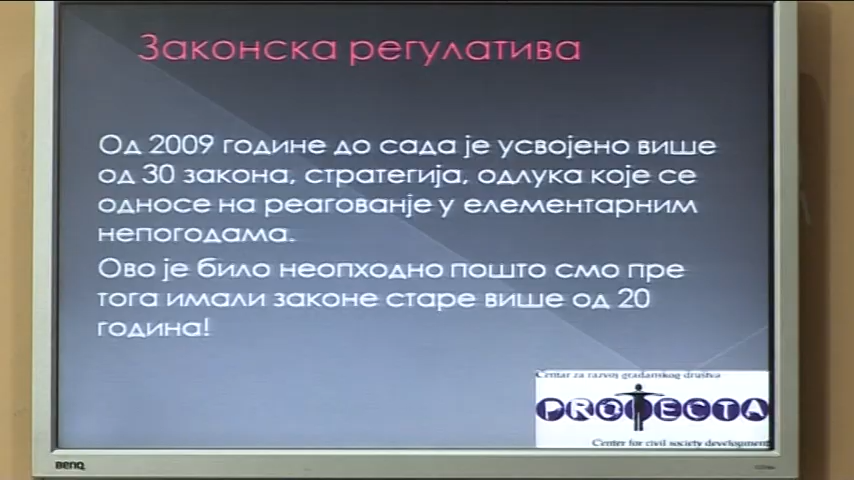 Законска регулатива
Од 2009 године до сада је усвојено више
од 30 закона, стратегија, одлука које се
односе на реаговање у елементарним
непогодама.
Ово је било неопходно пошто смо пре
тога имали законе старе више од 20
година!
Centar za razvoj građanskog društva
PROTECTA
Center for civil society development
BenQ